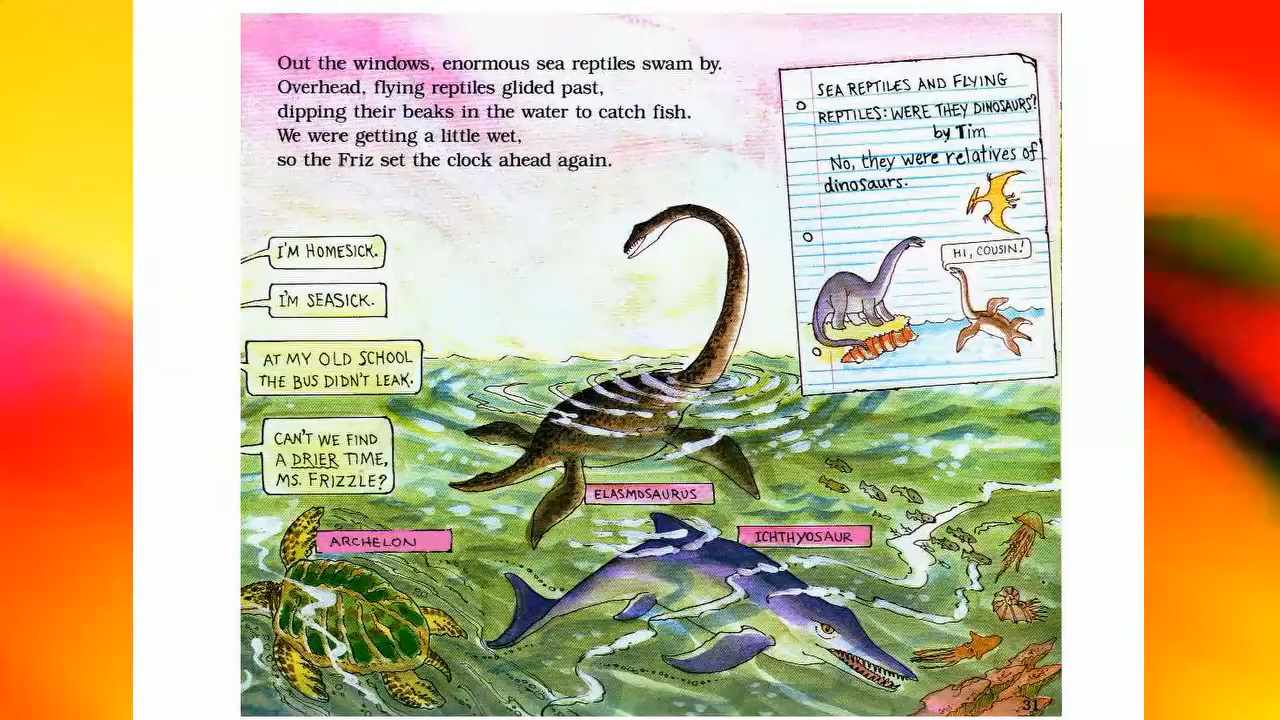 Out the windows, enormous sea reptiles swam by.
Overhead, flying reptiles glided past,
dipping their beaks in the water to catch fish.
We were getting a little wet,
so the Friz set the clock ahead again.
SEA REPTILES AND FLYING
REPTILES: WERE THEY DINOSAURS?
by Tim
No, they were relatives of
dinosaurs.
HI, COUSIN!
I'M HOMESICK.
I'M SEASICK.
AT MY OLD SCHOOL
THE BUS DIDN'T LEAK.
CAN'T WE FIND
A DRIER TIME,
MS. FRIZZLE?
ELASMOSAURUS
ARCHELON
ICHTHYOSAUR
31